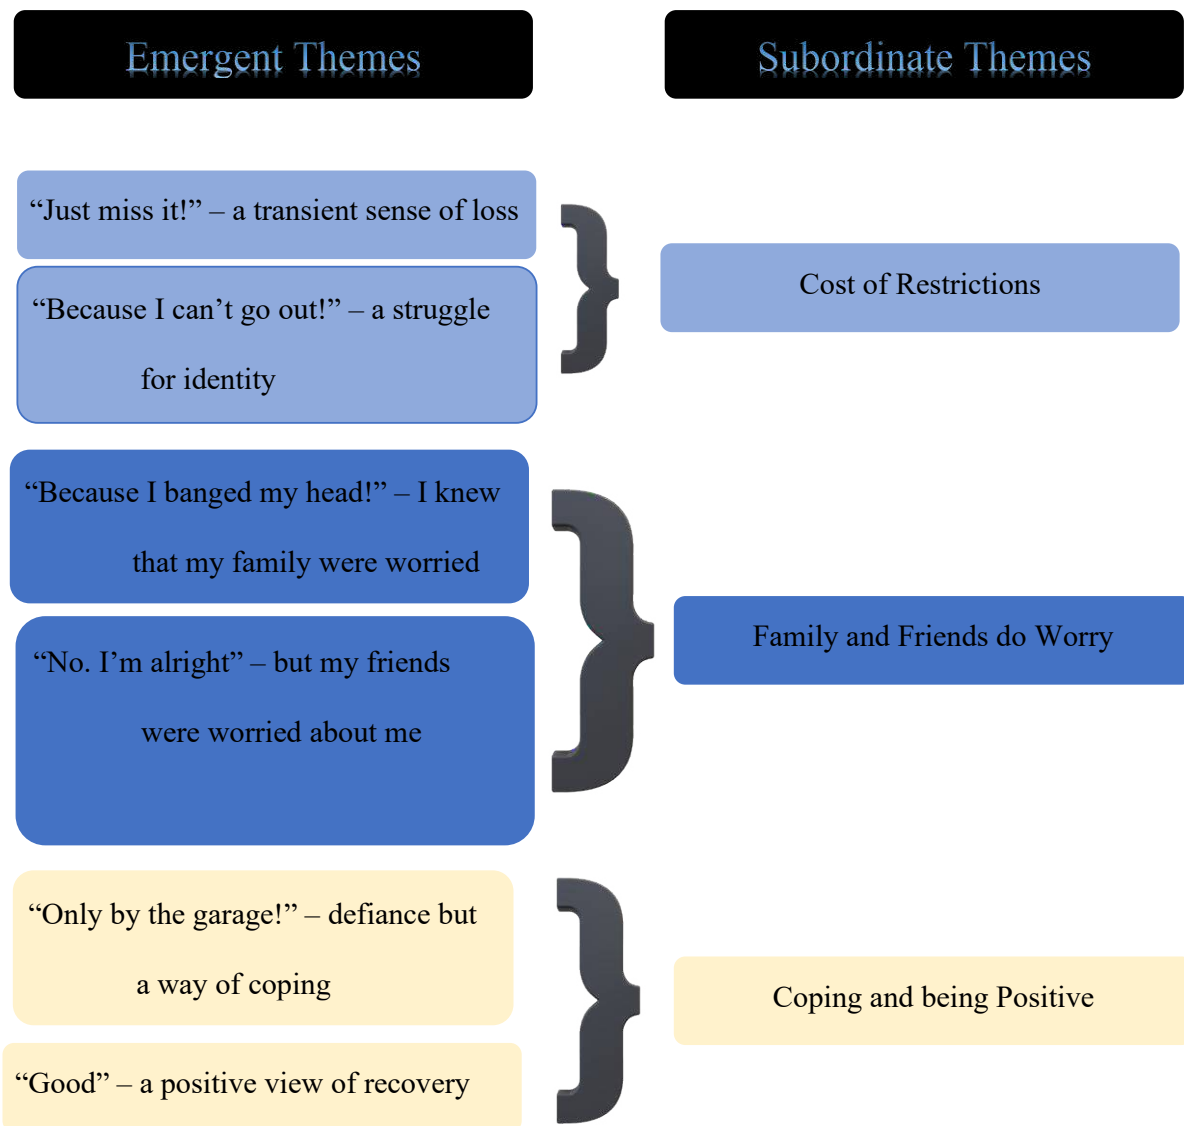 Emergent Themes
Subordinate Themes
“Just miss it!” – a transient sense of loss
“Because I can’t go out!” – a struggle
for identity
Cost of Restrictions
“Because I banged my head!” – I knew
that my family were worried
“No. I’m alright” – but my friends
were worried about me
Family and Friends do Worry
“Only by the garage!” – defiance but
a way of coping
“Good” – a positive view of recovery
Coping and being Positive